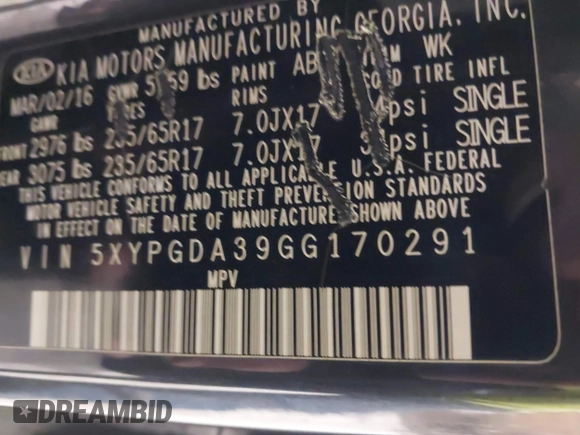 MANUFACTURED BY
KIA KIA MOTORS MANUFACTURING GEORGIA, INC.
MAR/02/16 GVWR lbs PAINT AB WK
GAWR TIRES RIMS COLD TIRE INFL
FRONT 2976 lbs 235/65R17 7.0JX17 psi SINGLE
REAR 3075 lbs 235/65R17 7.0JX17 psi SINGLE
THIS VEHICLE CONFORMS TO ALL APPLICABLE U.S.A. FEDERAL
MOTOR VEHICLE SAFETY AND THEFT PREVENTION STANDARDS
IN EFFECT ON THE DATE OF MANUFACTURE SHOWN ABOVE
VIN 5XYPGDA39GG170291
MPV
DREAMBID